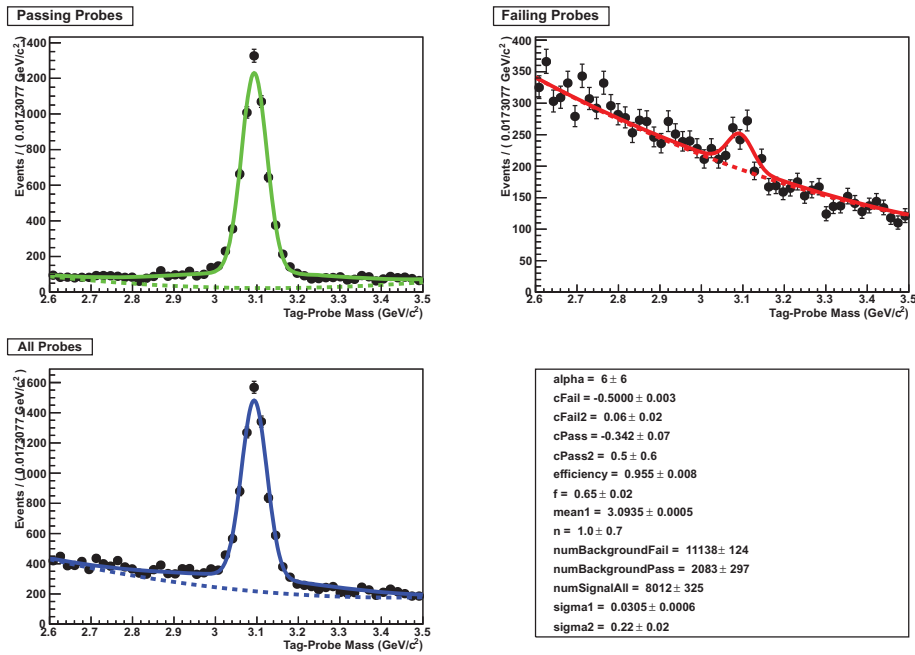 Passing Probes
Events / ( 0.0173077 GeV/c² )
1400
1200
1000
800
600
400
200
0
2.6 2.7 2.8 2.9 3 3.1 3.2 3.3 3.4 3.5
Tag-Probe Mass (GeV/c²)
Failing Probes
Events / ( 0.0173077 GeV/c² )
400
350
300
250
200
150
100
50
0
2.6 2.7 2.8 2.9 3 3.1 3.2 3.3 3.4 3.5
Tag-Probe Mass (GeV/c²)
All Probes
Events / ( 0.0173077 GeV/c² )
1600
1400
1200
1000
800
600
400
200
0
2.6 2.7 2.8 2.9 3 3.1 3.2 3.3 3.4 3.5
Tag-Probe Mass (GeV/c²)
alpha = 6 ± 6
cFail = -0.5000 ± 0.003
cFail2 = 0.06 ± 0.02
cPass = -0.342 ± 0.07
cPass2 = 0.5 ± 0.6
efficiency = 0.955 ± 0.008
f = 0.65 ± 0.02
mean1 = 3.0935 ± 0.0005
n = 1.0 ± 0.7
numBackgroundFail = 11138 ± 124
numBackgroundPass = 2083 ± 297
numSignalAll = 8012 ± 325
sigma1 = 0.0305 ± 0.0006
sigma2 = 0.22 ± 0.02